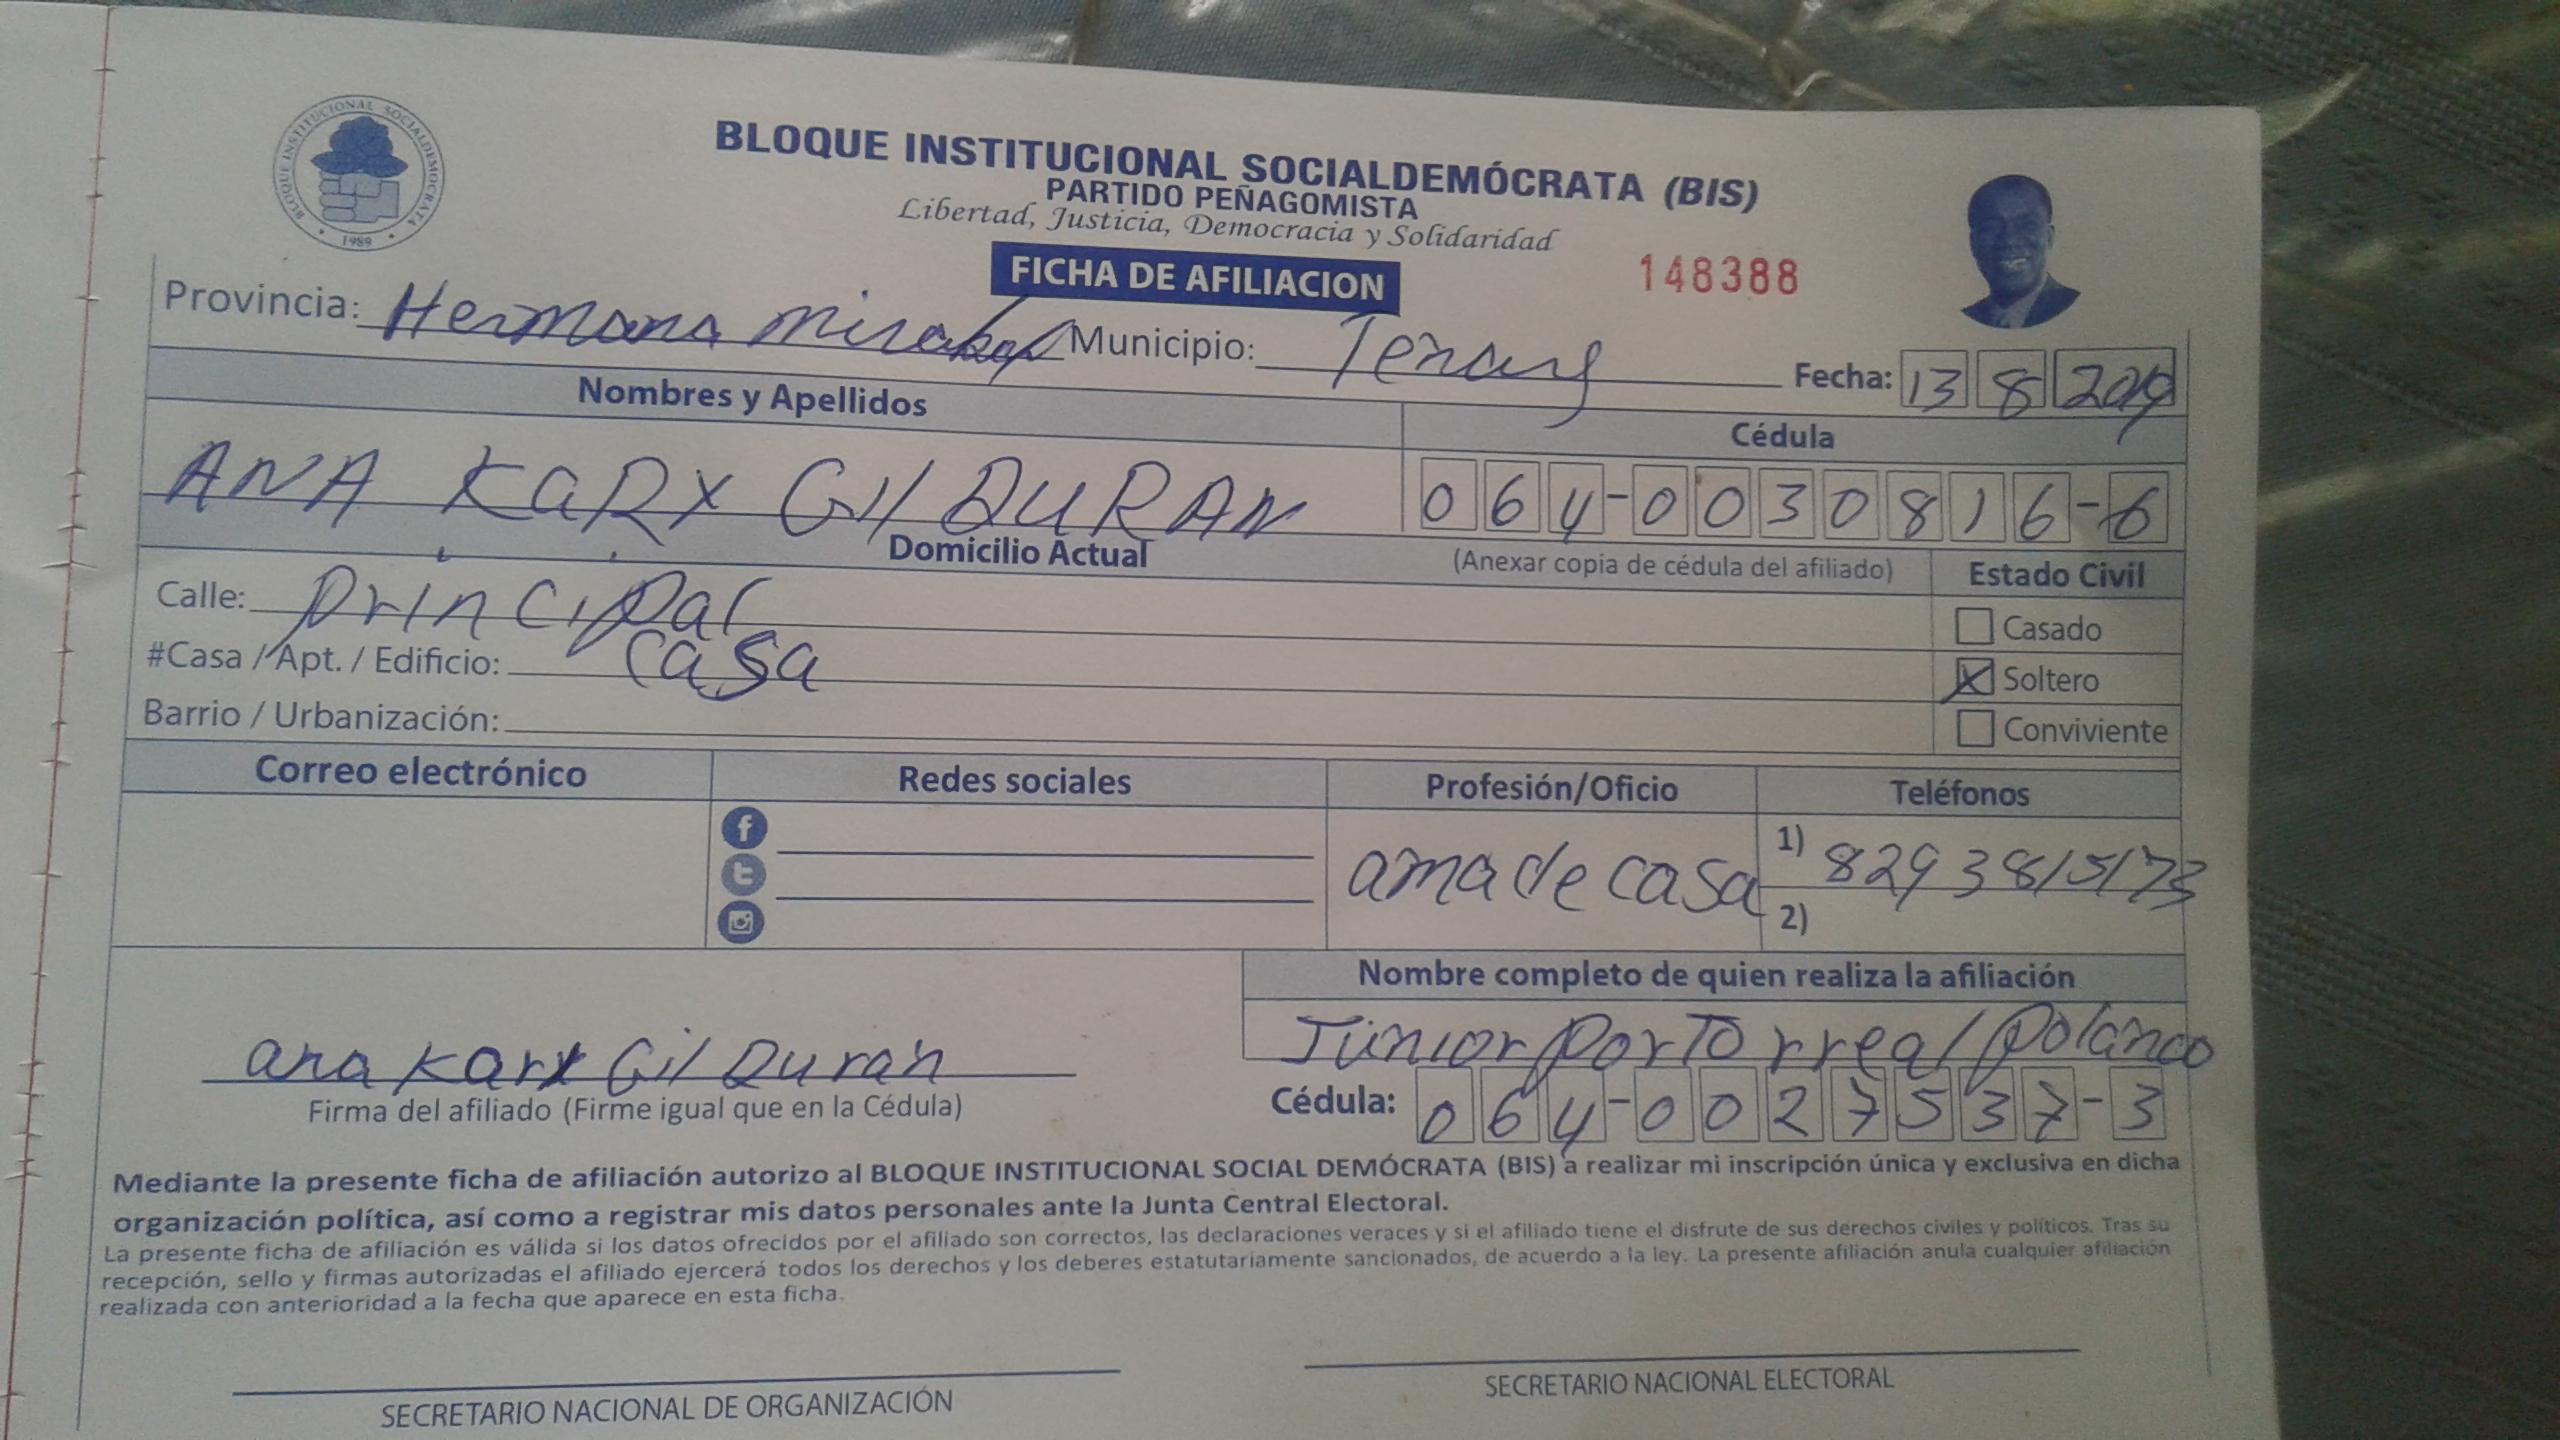 BLOQUE INSTITUCIONAL SOCIALDEMOCRATA
1989
BLOQUE INSTITUCIONAL SOCIALDEMÓCRATA (BIS)
PARTIDO PEÑAGOMISTA
Libertad, Justicia, Democracia y Solidaridad
FICHA DE AFILIACION
148388
Provincia: Hermana Mirabal Municipio: Tenares Fecha: 13 8 2019
Nombres y Apellidos
Cédula
ANA KaRX Gil DURAN 064-0030816-6
Domicilio Actual
(Anexar copia de cédula del afiliado)
Estado Civil
Calle: principal
Casado
#Casa / Apt. / Edificio: casa
Soltero
Barrio / Urbanización:
Conviviente
Correo electrónico Redes sociales Profesión/Oficio Teléfonos
ama de casa
1) 8293815173
2)
Nombre completo de quien realiza la afiliación
Junior portorreal polanco
ana Karx Gil Duran
Firma del afiliado (Firme igual que en la Cédula)
Cédula: 064-0027537-3
Mediante la presente ficha de afiliación autorizo al BLOQUE INSTITUCIONAL SOCIAL DEMÓCRATA (BIS) a realizar mi inscripción única y exclusiva en dicha
organización política, así como a registrar mis datos personales ante la Junta Central Electoral.
La presente ficha de afiliación es válida si los datos ofrecidos por el afiliado son correctos, las declaraciones veraces y si el afiliado tiene el disfrute de sus derechos civiles y políticos. Tras su
recepción, sello y firmas autorizadas el afiliado ejercerá todos los derechos y los deberes estatutariamente sancionados, de acuerdo a la ley. La presente afiliación anula cualquier afiliación
realizada con anterioridad a la fecha que aparece en esta ficha.
SECRETARIO NACIONAL DE ORGANIZACIÓN
SECRETARIO NACIONAL ELECTORAL